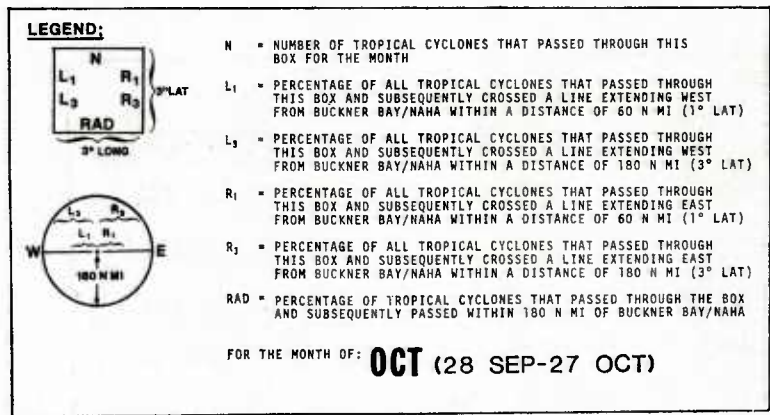 LEGEND;
N
L1 R1
L3 R3
RAD
3° LAT
3° LONG
L3 R3
L1 R1
W E
180 N MI
N = NUMBER OF TROPICAL CYCLONES THAT PASSED THROUGH THIS
BOX FOR THE MONTH
L1 = PERCENTAGE OF ALL TROPICAL CYCLONES THAT PASSED THROUGH
THIS BOX AND SUBSEQUENTLY CROSSED A LINE EXTENDING WEST
FROM BUCKNER BAY/NAHA WITHIN A DISTANCE OF 60 N MI (1° LAT)
L3 = PERCENTAGE OF ALL TROPICAL CYCLONES THAT PASSED THROUGH
THIS BOX AND SUBSEQUENTLY CROSSED A LINE EXTENDING WEST
FROM BUCKNER BAY/NAHA WITHIN A DISTANCE OF 180 N MI (3° LAT)
R1 = PERCENTAGE OF ALL TROPICAL CYCLONES THAT PASSED THROUGH
THIS BOX AND SUBSEQUENTLY CROSSED A LINE EXTENDING EAST
FROM BUCKNER BAY/NAHA WITHIN A DISTANCE OF 60 N MI (1° LAT)
R3 = PERCENTAGE OF ALL TROPICAL CYCLONES THAT PASSED THROUGH
THIS BOX AND SUBSEQUENTLY CROSSED A LINE EXTENDING EAST
FROM BUCKNER BAY/NAHA WITHIN A DISTANCE OF 180 N MI (3° LAT)
RAD = PERCENTAGE OF TROPICAL CYCLONES THAT PASSED THROUGH THE BOX
AND SUBSEQUENTLY PASSED WITHIN 180 N MI OF BUCKNER BAY/NAHA
FOR THE MONTH OF: OCT (28 SEP-27 OCT)